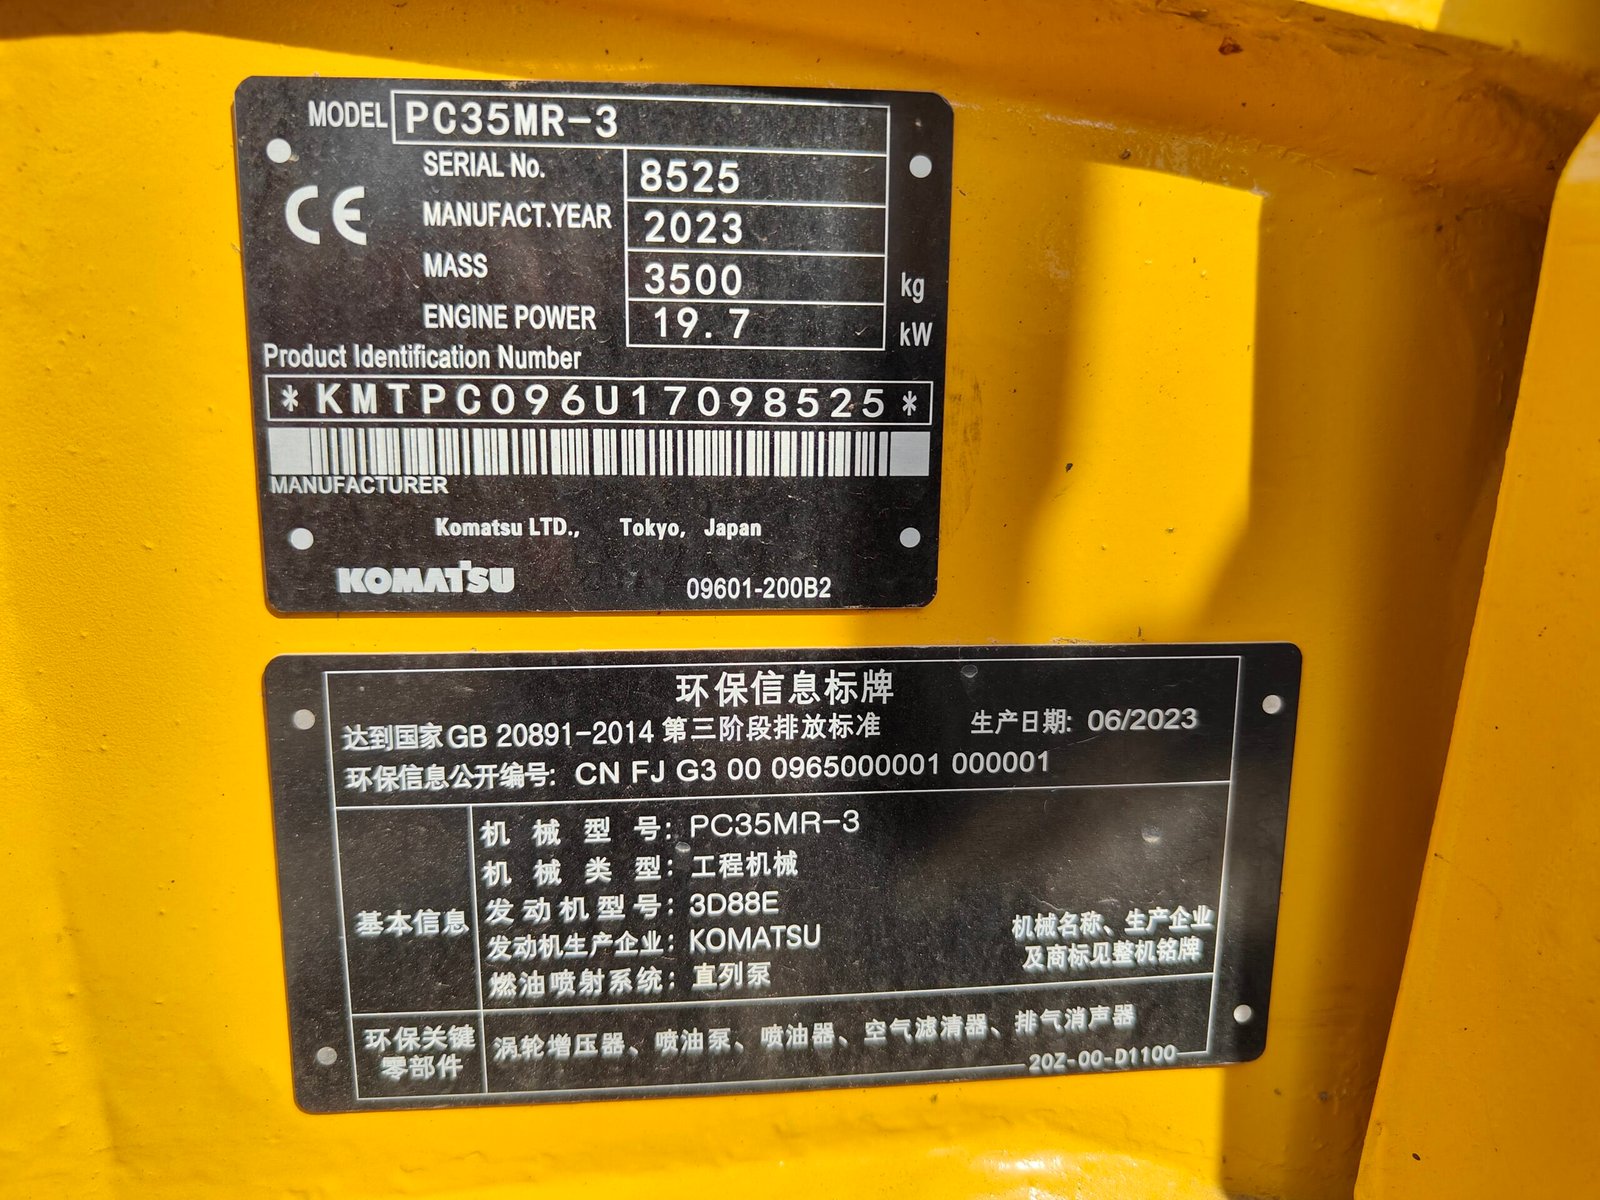 MODEL PC35MR-3
SERIAL No. 8525
CE
MANUFACT.YEAR 2023
MASS 3500 kg
ENGINE POWER 19.7 kW
Product Identification Number
*KMTPC096U17098525*
MANUFACTURER
Komatsu LTD., Tokyo, Japan
KOMATSU 09601-200B2
环保信息标牌
达到国家GB 20891-2014 第三阶段排放标准 生产日期: 06/2023
环保信息公开编号: CN FJ G3 00 0965000001 000001
基本信息
机械型号: PC35MR-3
机械类型: 工程机械
发动机型号: 3D88E
发动机生产企业: KOMATSU
燃油喷射系统: 直列泵
机械名称、生产企业
及商标见整机铭牌
环保关键
零部件
涡轮增压器、喷油泵、喷油器、空气滤清器、排气消声器
20Z-00-D1100